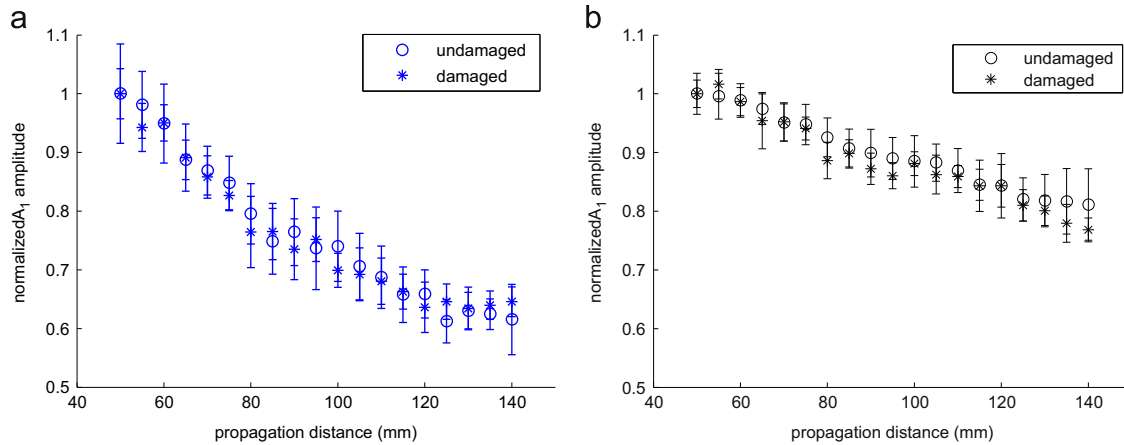 a
1.1
1
0.9
0.8
0.7
0.6
0.5
40 60 80 100 120 140
normalizedA1 amplitude
propagation distance (mm)
undamaged
damaged
b
1.1
1
0.9
0.8
0.7
0.6
0.5
40 60 80 100 120 140
normalized A1 amplitude
propagation distance (mm)
undamaged
damaged